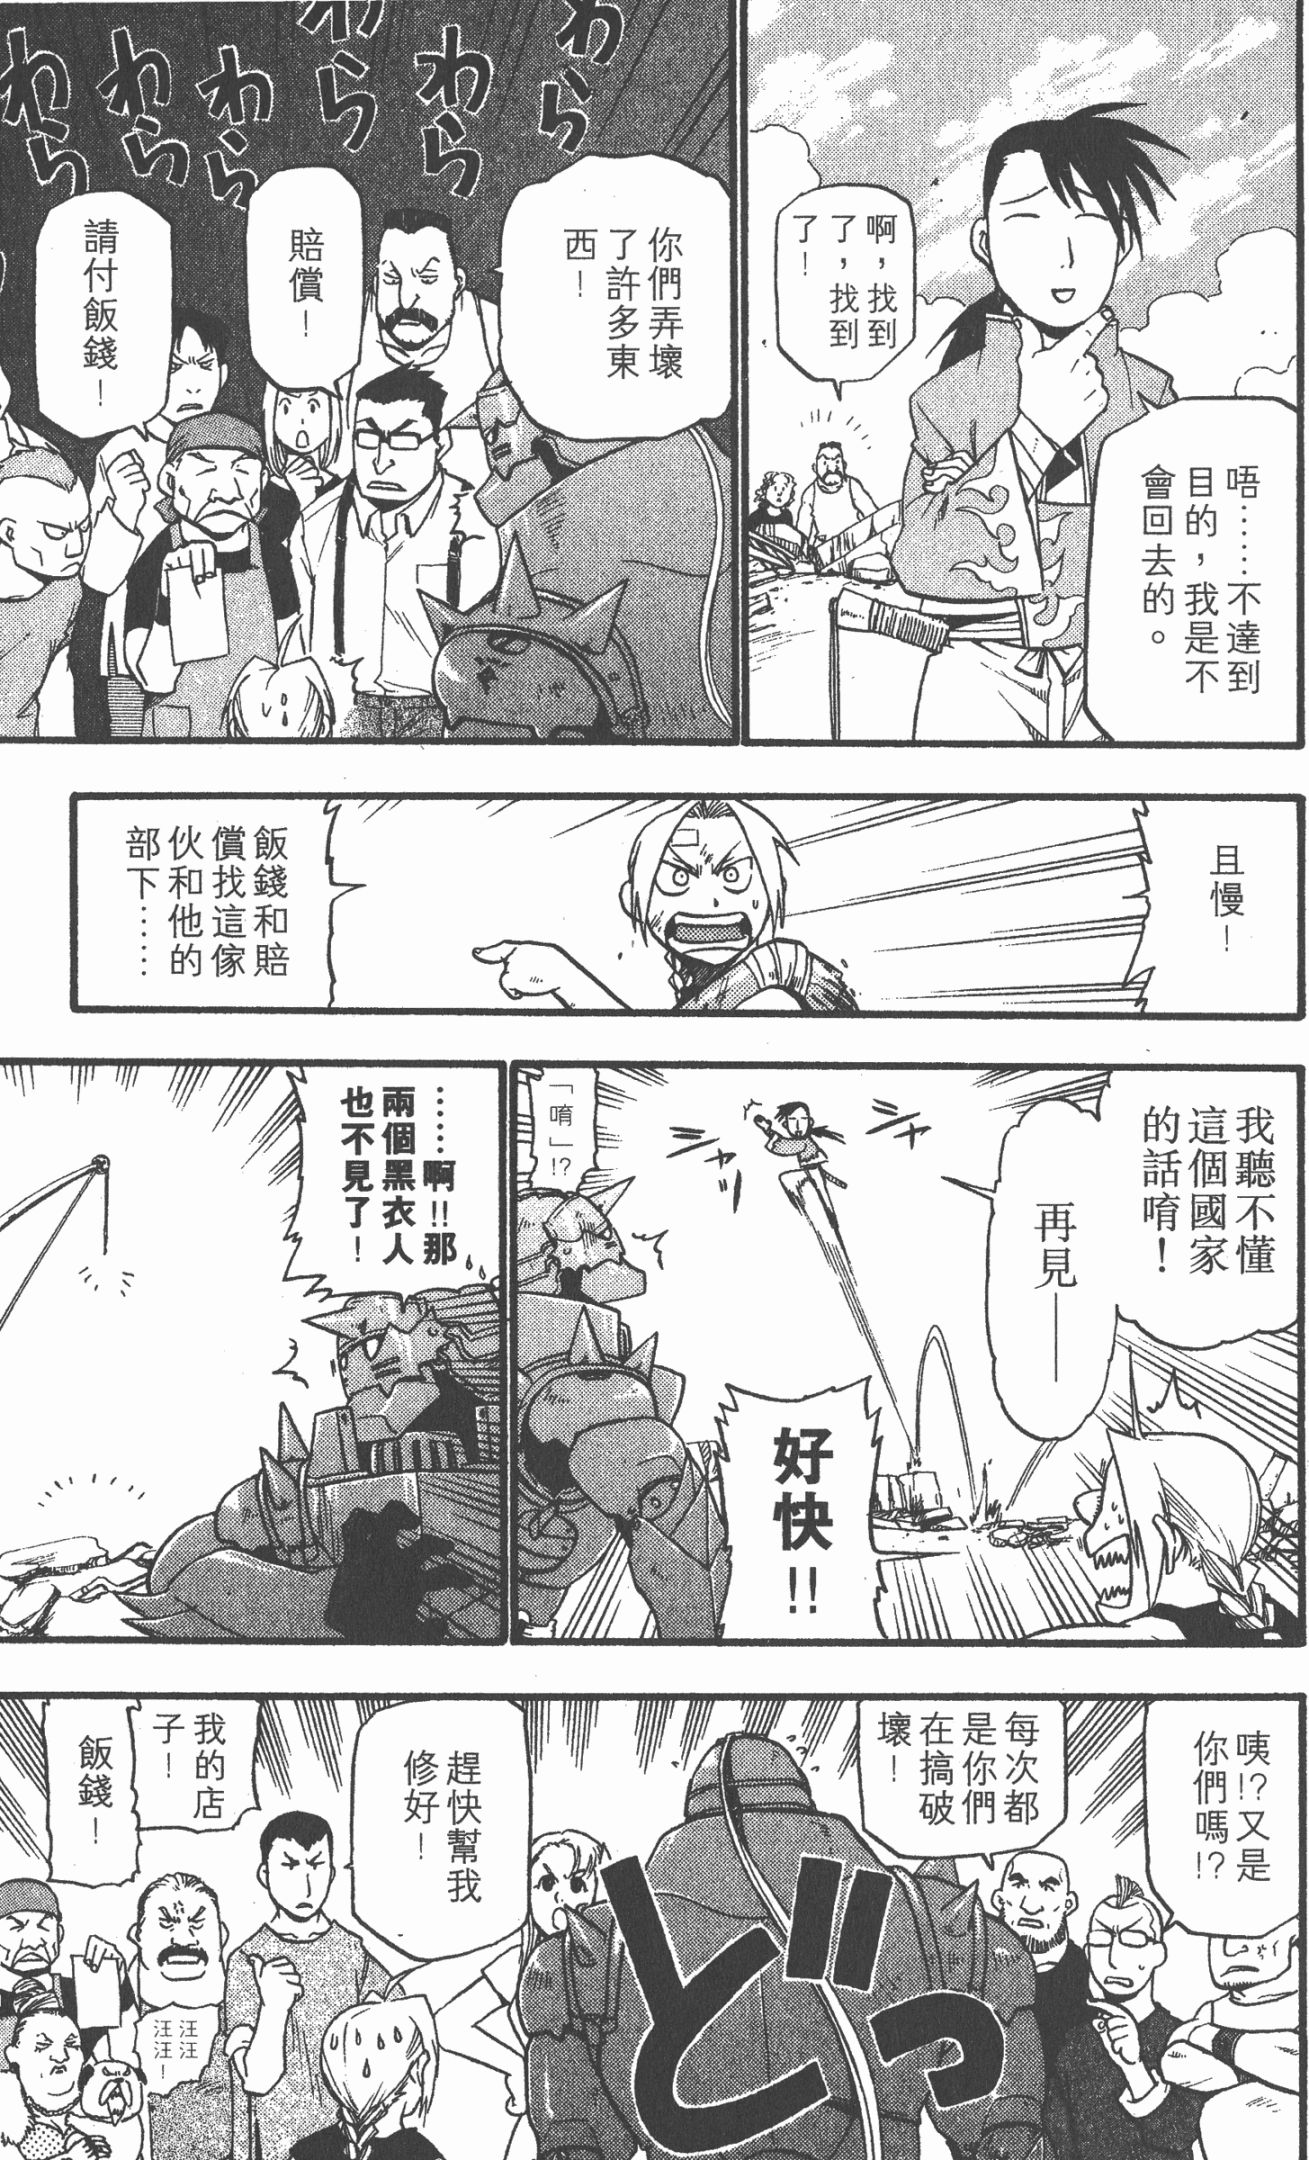 唔……不達到
目的，我是不
會回去的。
啊，找到
了，找到
了！
你們弄壞
了許多東
西！
賠償！
請付飯錢！
わら
わら
わら
わら
わら
わら
且慢！
飯錢和賠
償找這傢
伙和他的
部下……
我聽不懂
這個國家
的話唷！
再見——
好快！！
「唷」！？
……啊！！那
兩個黑衣人
也不見了！
咦！？又是
你們嗎！？
每次都
是你們
在搞破
壞！
どっ
趕快幫我
修好！
我的店
子！
飯錢！
汪汪
汪汪！